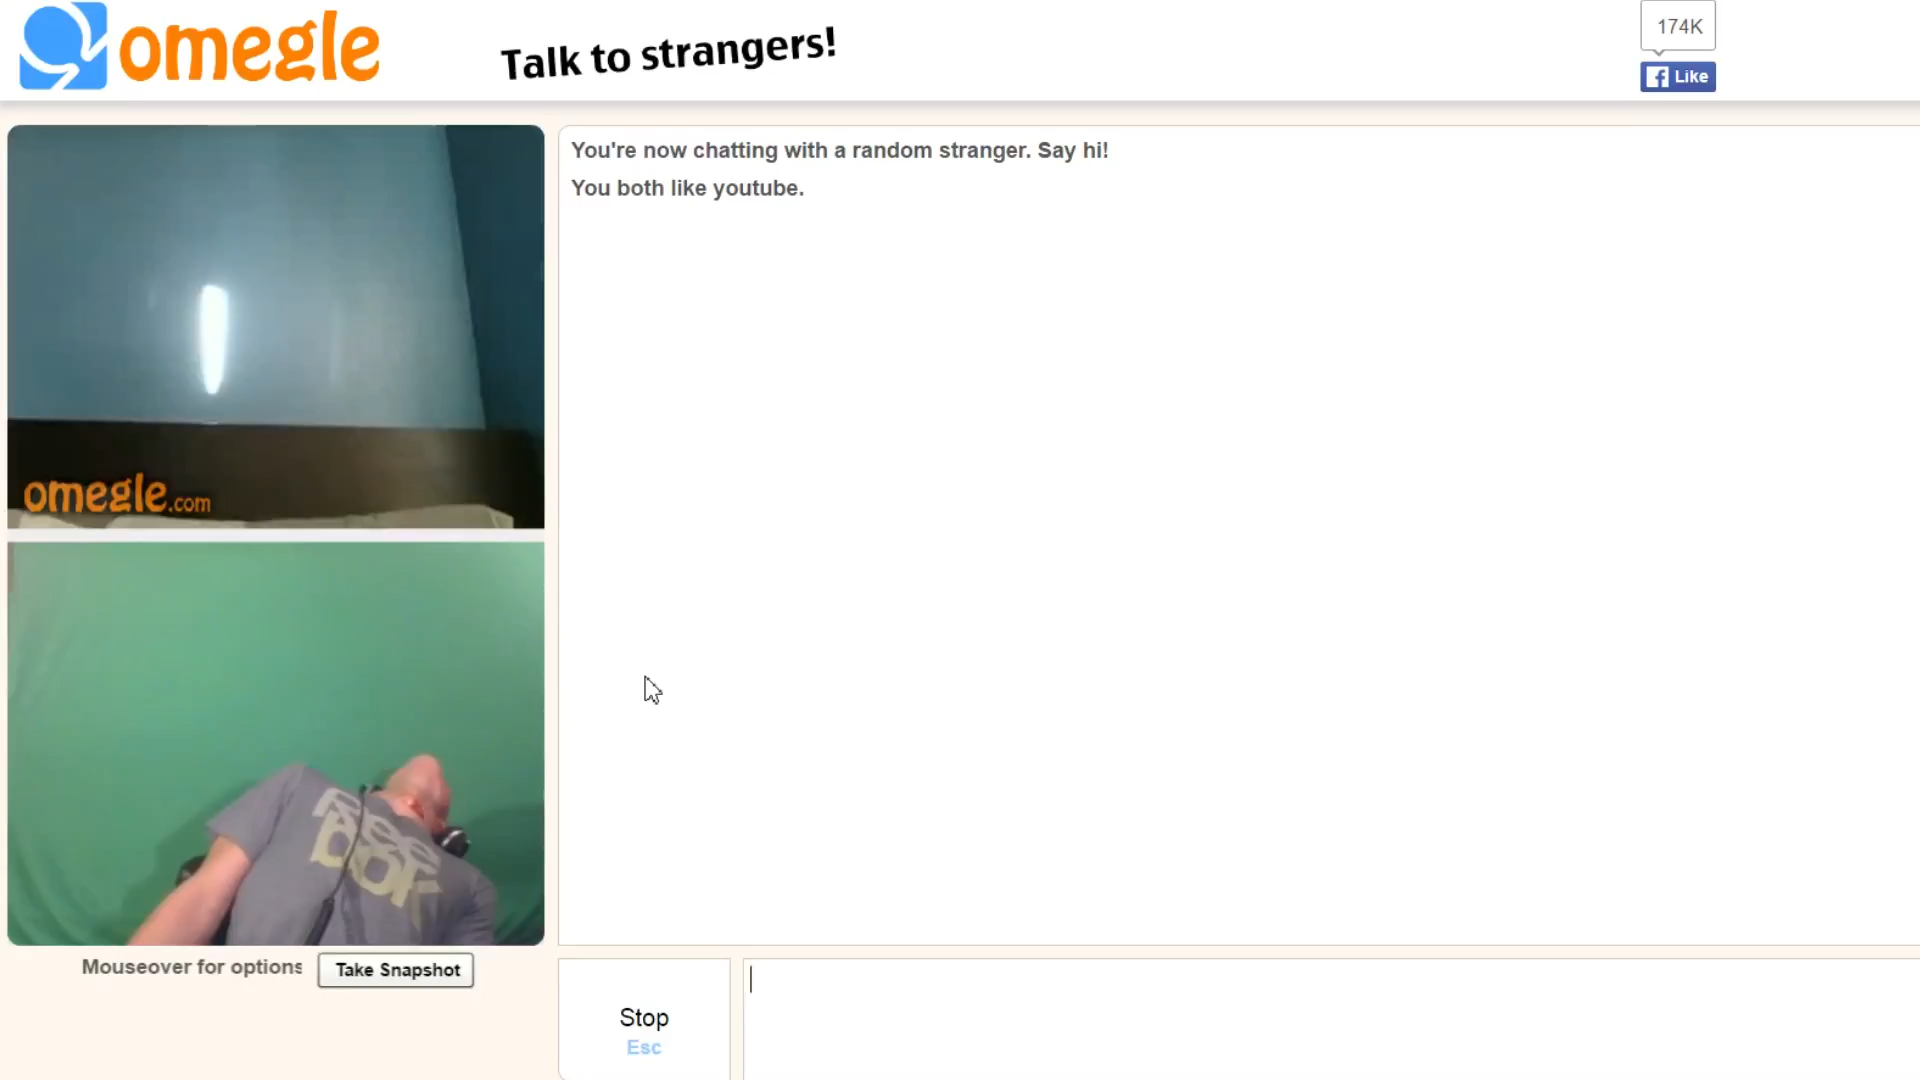 omegle
Talk to strangers!
174K
Like
You're now chatting with a random stranger. Say hi!
You both like youtube.
omegle.com
Mouseover for options
Take Snapshot
Stop
Esc